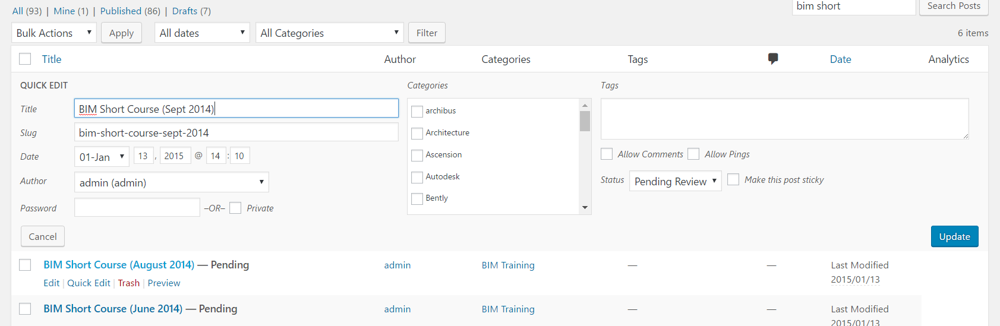 All (93) | Mine (1) | Published (86) | Drafts (7)
bim short
Search Posts
Bulk Actions Apply All dates All Categories Filter
6 items
Title Author Categories Tags Date Analytics
QUICK EDIT
Title BIM Short Course (Sept 2014)
Slug bim-short-course-sept-2014
Date 01-Jan 13 , 2015 @ 14 : 10
Author admin (admin)
Password –OR– Private
Categories
archibus
Architecture
Ascension
Autodesk
Bently
Tags
Allow Comments Allow Pings
Status Pending Review Make this post sticky
Cancel
Update
BIM Short Course (August 2014) — Pending admin BIM Training — — Last Modified
Edit | Quick Edit | Trash | Preview 2015/01/13
BIM Short Course (June 2014) — Pending admin BIM Training — — Last Modified
2015/01/13